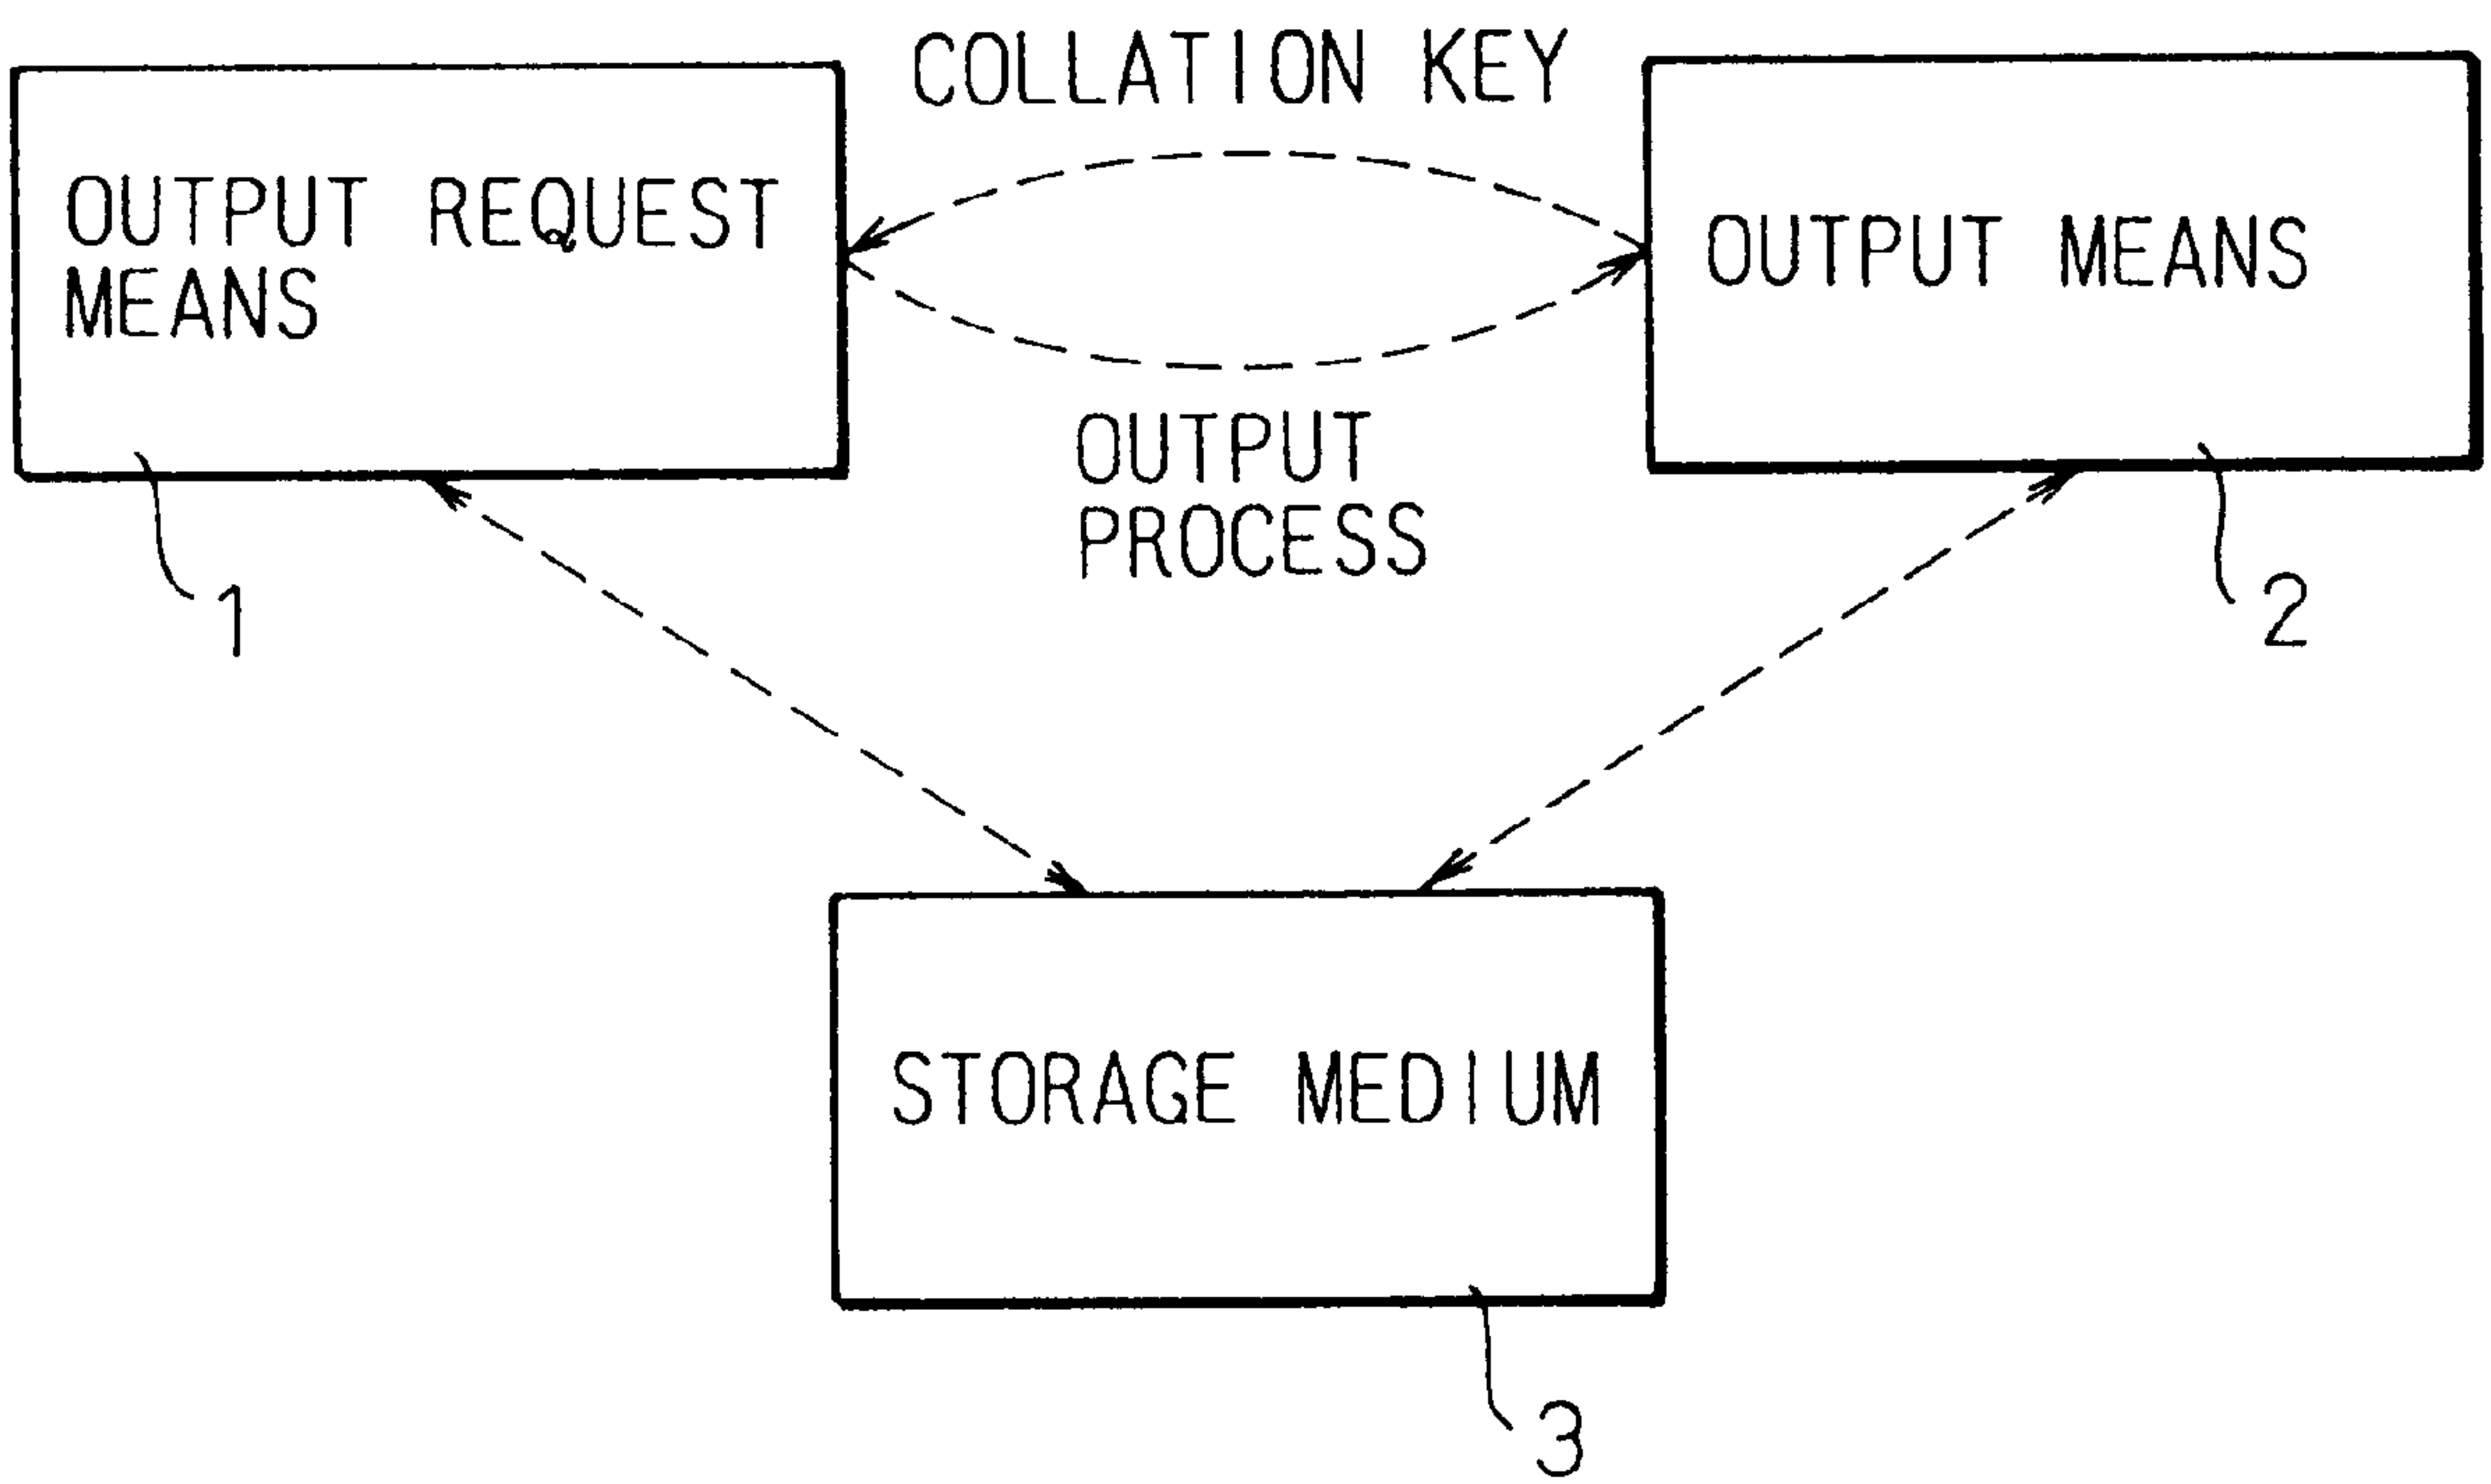 COLLATION KEY
OUTPUT REQUEST
MEANS
OUTPUT MEANS
OUTPUT
PROCESS
1
2
STORAGE MEDIUM
3